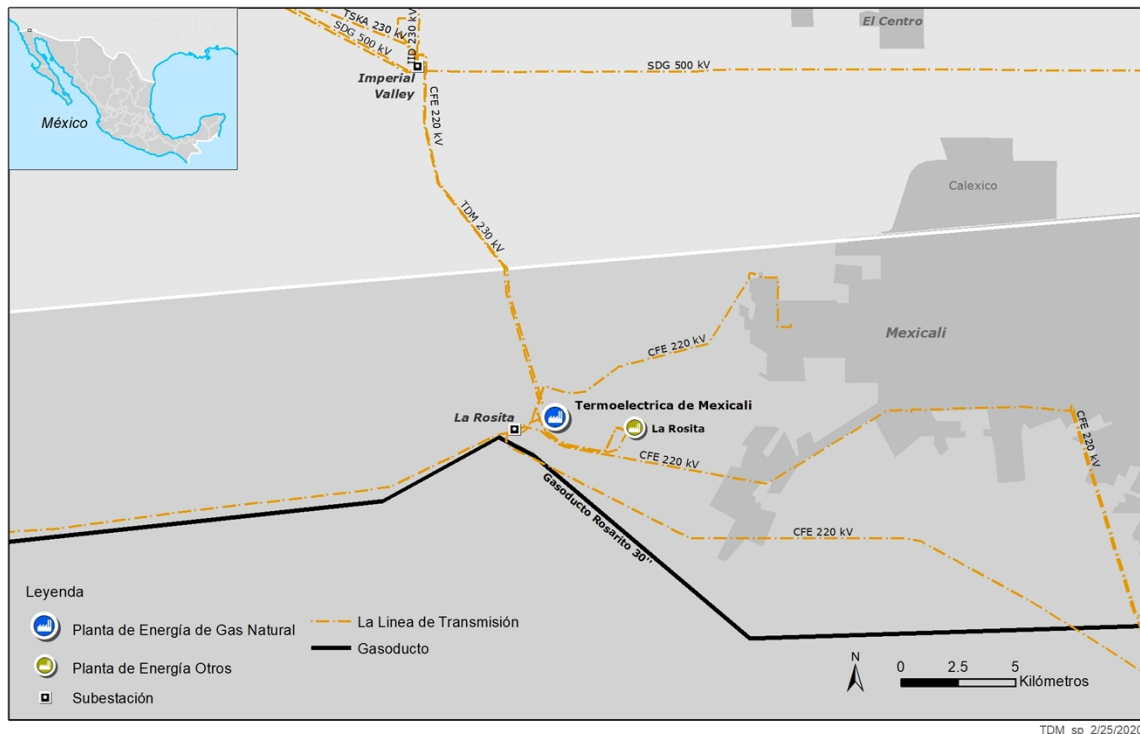 TSKA 230 kV
SDG 500 kV
IID 230 kV
El Centro
SDG 500 kV
Imperial
Valley
CFE 220 kV
México
Calexico
TDM 230 kV
Mexicali
CFE 220 kV
Termoelectrica de Mexicali
La Rosita
La Rosita
CFE 220 kV
CFE 220 kV
Gasoducto Rosarito 30''
CFE 220 kV
Leyenda
Planta de Energía de Gas Natural
Planta de Energía Otros
Subestación
La Linea de Transmisión
Gasoducto
N
0 2.5 5
Kilómetros
TDM_sp_2/25/2020